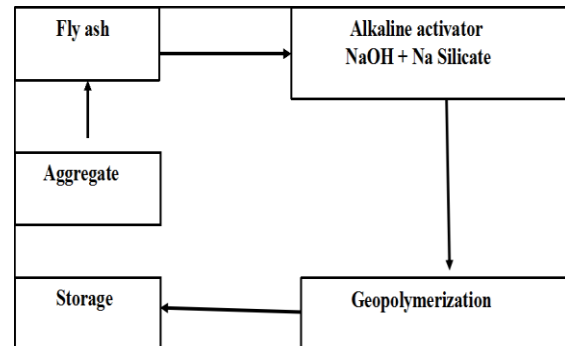 Fly ash
Alkaline activator
NaOH + Na Silicate
Aggregate
Storage
Geopolymerization